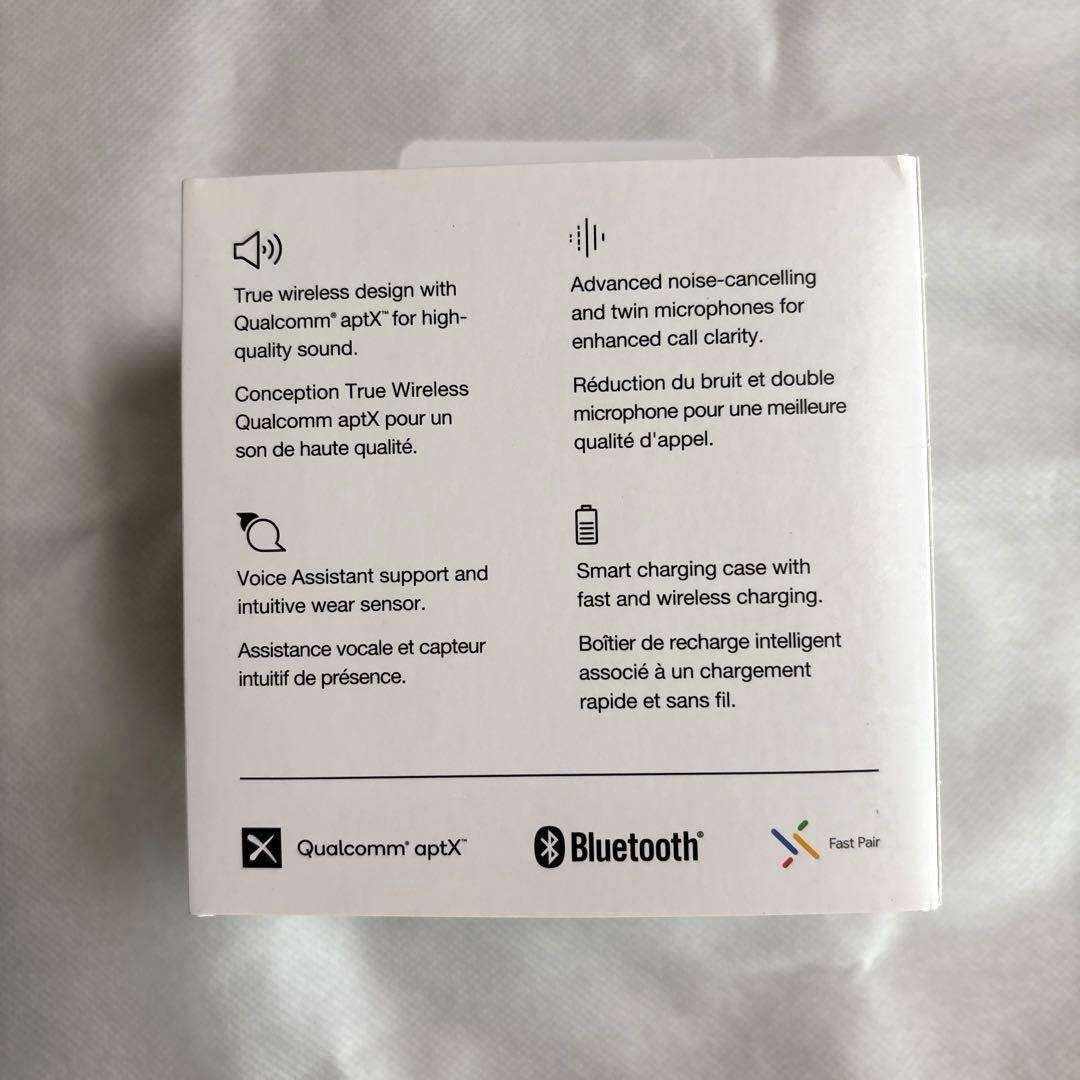 True wireless design with
Qualcomm® aptX™ for high-
quality sound.
Conception True Wireless
Qualcomm aptX pour un
son de haute qualité.
Advanced noise-cancelling
and twin microphones for
enhanced call clarity.
Réduction du bruit et double
microphone pour une meilleure
qualité d'appel.
Voice Assistant support and
intuitive wear sensor.
Assistance vocale et capteur
intuitif de présence.
Smart charging case with
fast and wireless charging.
Boîtier de recharge intelligent
associé à un chargement
rapide et sans fil.
Qualcomm® aptX™
Bluetooth®
Fast Pair